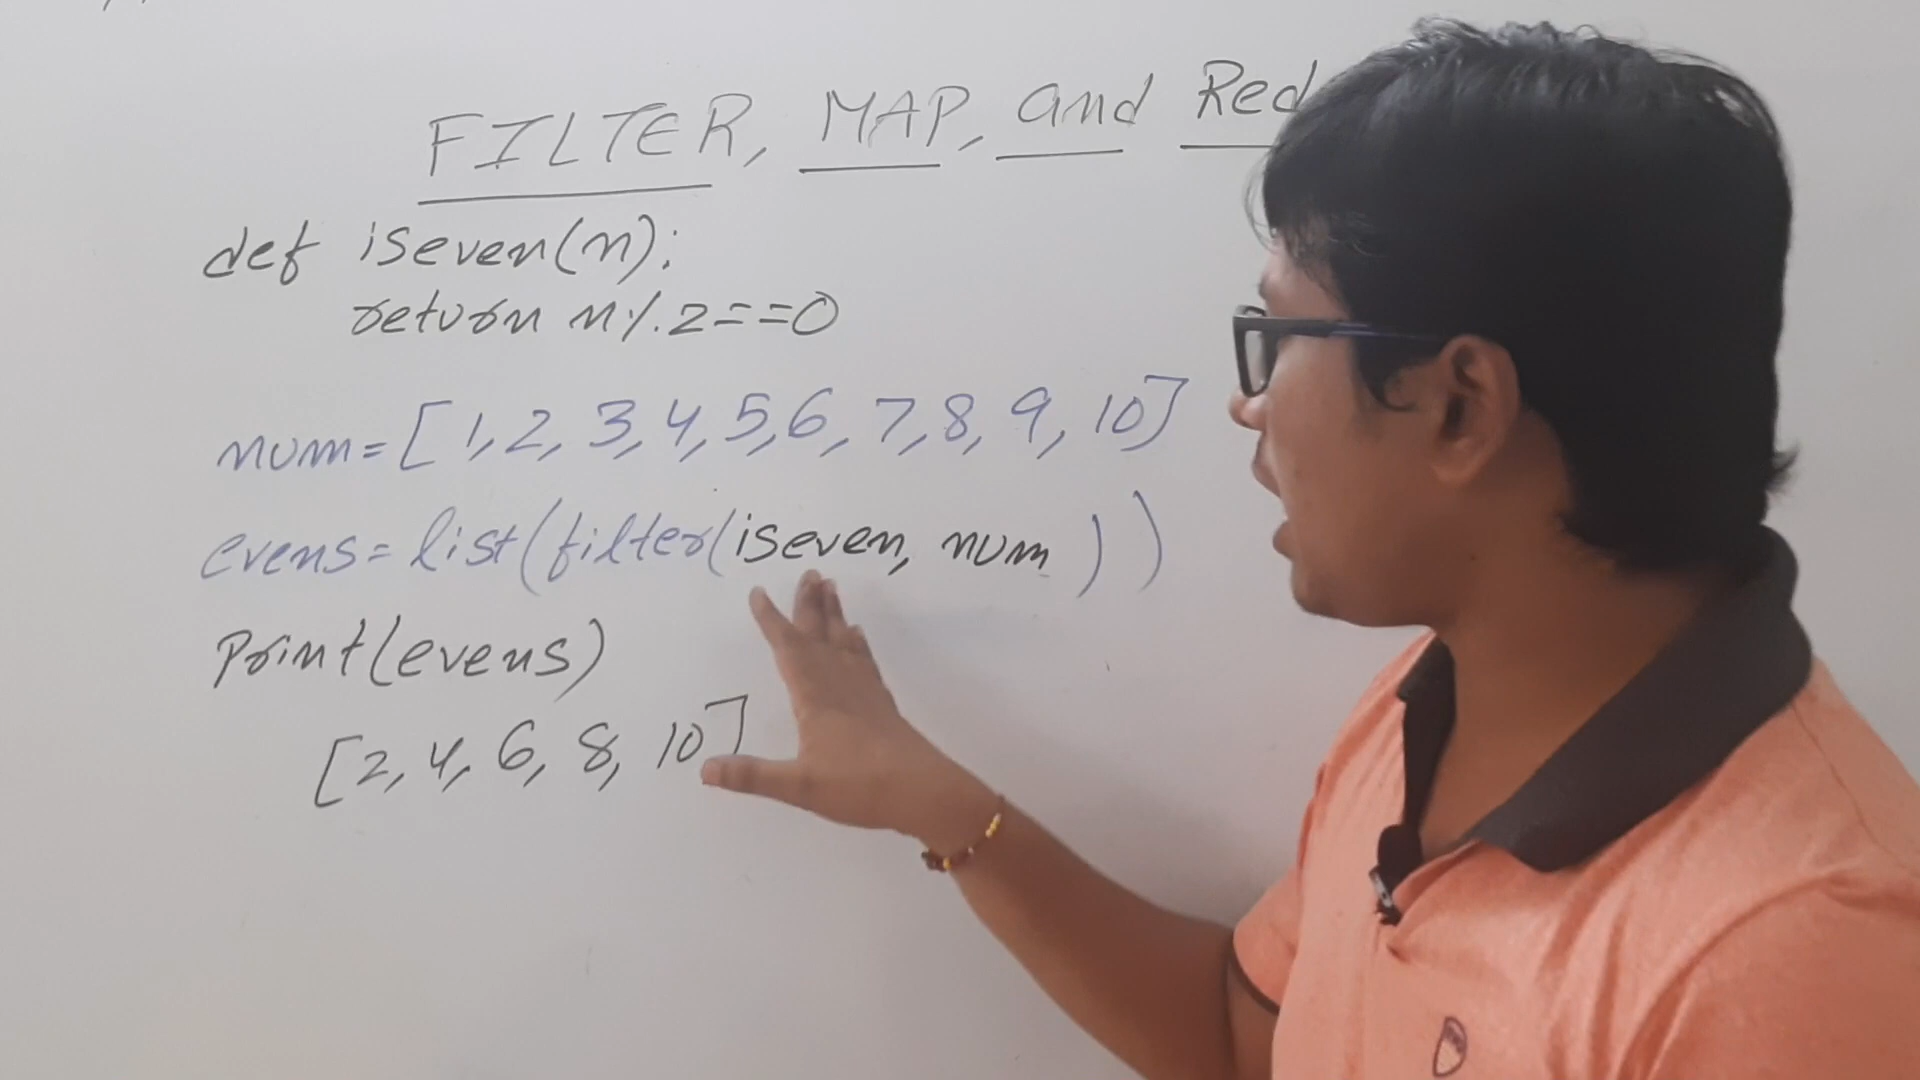 FILTER, MAP, and Red
def iseven(n):
return n%2==0
num=[1,2,3,4,5,6,7,8,9,10]
evens=list(filter(iseven, num))
Print(evens)
[2,4,6,8,10]